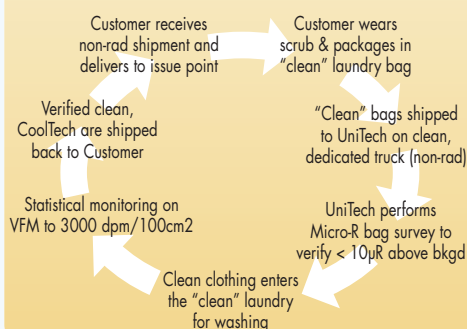 Customer receives
non-rad shipment and
delivers to issue point
Customer wears
scrub & packages in
“clean” laundry bag
“Clean” bags shipped
to UniTech on clean,
dedicated truck (non-rad)
UniTech performs
Micro-R bag survey to
verify < 10µR above bkgd
Clean clothing enters
the “clean” laundry
for washing
Statistical monitoring on
VFM to 3000 dpm/100cm2
Verified clean,
CoolTech are shipped
back to Customer